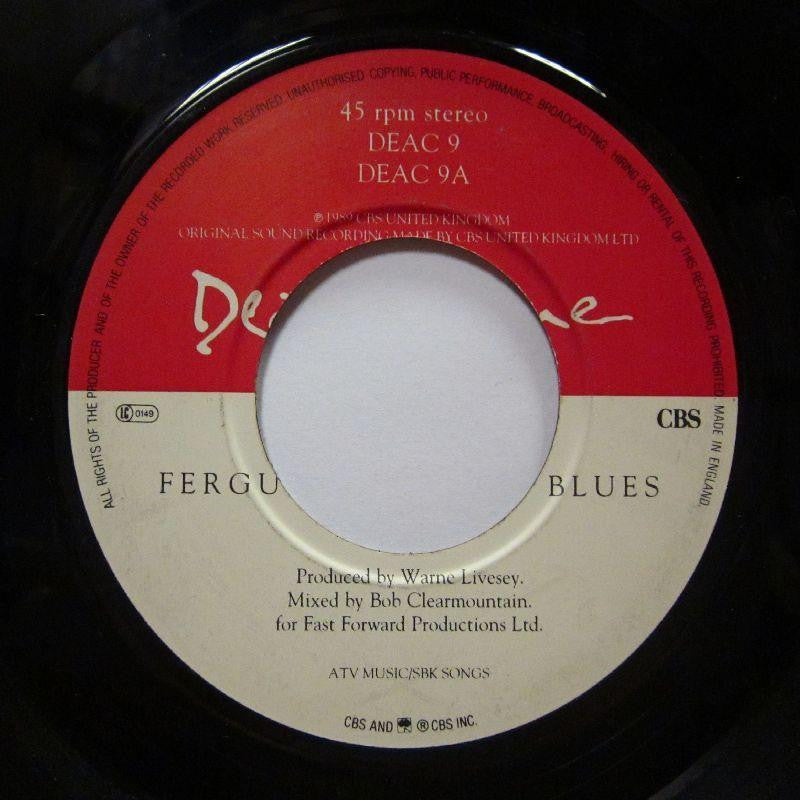 ALL RIGHTS OF THE PRODUCER AND OF THE OWNER OF THE RECORDED WORK RESERVED. UNAUTHORISED COPYING, PUBLIC PERFORMANCE, BROADCASTING, HIRING OR RENTAL OF THIS RECORDING PROHIBITED. MADE IN ENGLAND.
45 rpm stereo
DEAC 9
DEAC 9A
℗ 1989 CBS UNITED KINGDOM
ORIGINAL SOUND RECORDING MADE BY CBS UNITED KINGDOM LTD
LC 0149
CBS
FERGU BLUES
Produced by Warne Livesey.
Mixed by Bob Clearmountain.
for Fast Forward Productions Ltd.
ATV MUSIC/SBK SONGS
CBS AND ® CBS INC.